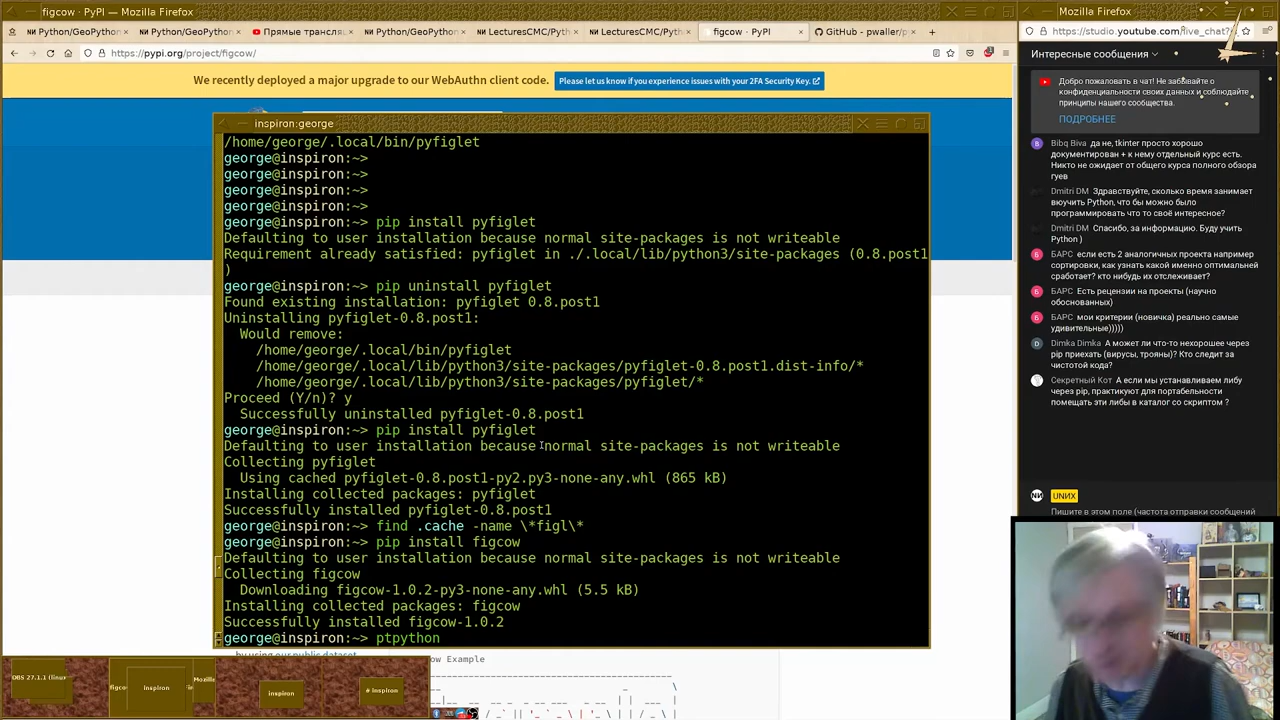 figcow · PyPI
Mozilla Firefox
Mozilla Firefox
Python/GeoPython
Python/GeoPython
Прямые трансляц
Python/GeoPython
LecturesCMC/Pyth
LecturesCMC/Pyth
figcow · PyPI
GitHub - pwaller/p
https://pypi.org/project/figcow/
https://studio.youtube.com/live_chat?
We recently deployed a major upgrade to our WebAuthn client code.
Please let us know if you experience issues with your 2FA Security Key.
inspiron:george
/home/george/.local/bin/pyfiglet
george@inspiron:~>
george@inspiron:~>
george@inspiron:~>
george@inspiron:~>
george@inspiron:~> pip install pyfiglet
Defaulting to user installation because normal site-packages is not writeable
Requirement already satisfied: pyfiglet in ./.local/lib/python3/site-packages (0.8.post1
)
george@inspiron:~> pip uninstall pyfiglet
Found existing installation: pyfiglet 0.8.post1
Uninstalling pyfiglet-0.8.post1:
Would remove:
/home/george/.local/bin/pyfiglet
/home/george/.local/lib/python3/site-packages/pyfiglet-0.8.post1.dist-info/*
/home/george/.local/lib/python3/site-packages/pyfiglet/*
Proceed (Y/n)? y
Successfully uninstalled pyfiglet-0.8.post1
george@inspiron:~> pip install pyfiglet
Defaulting to user installation because normal site-packages is not writeable
Collecting pyfiglet
Using cached pyfiglet-0.8.post1-py2.py3-none-any.whl (865 kB)
Installing collected packages: pyfiglet
Successfully installed pyfiglet-0.8.post1
george@inspiron:~> find .cache -name \*figl\*
george@inspiron:~> pip install figcow
Defaulting to user installation because normal site-packages is not writeable
Collecting figcow
Downloading figcow-1.0.2-py3-none-any.whl (5.5 kB)
Installing collected packages: figcow
Successfully installed figcow-1.0.2
george@inspiron:~> ptpython
by using our public dataset
ow Example
Интересные сообщения
Добро пожаловать в чат! Не забывайте о
конфиденциальности своих данных и соблюдайте
принципы нашего сообщества.
ПОДРОБНЕЕ
Bibq Biva да не, tkinter просто хорошо
документирован + к нему отдельный курс есть.
Никто не ожидает от общего курса полного обзора
гуев
Dmitri DM Здравствуйте, сколько время занимает
вюучить Python, что бы можно было
программировать что то своё интересное?
Dmitri DM Спасибо, за информацию. Буду учить
Python )
БАРС если есть 2 аналогичных проекта например
сортировки, как узнать какой именно оптимальней
сработает? кто нибудь их отслеживает?
БАРС Есть рецензии на проекты (научно
обоснованных)
БАРС мои критерии (новичка) реально самые
удивительные)))))
Dimka Dimka А может ли что-то нехорошее через
pip приехать (вирусы, трояны)? Кто следит за
чистотой кода?
Секретный Кот А если мы устанавливаем либу
через pip, практикуют для портабельности
помещять эти либы в каталог со скриптом ?
UNИX
Пишите в этом поле (частота отправки сообщений
OBS 27.1.1 (linux
figco
Inspiron
Mozill
inspiron
# inspiron